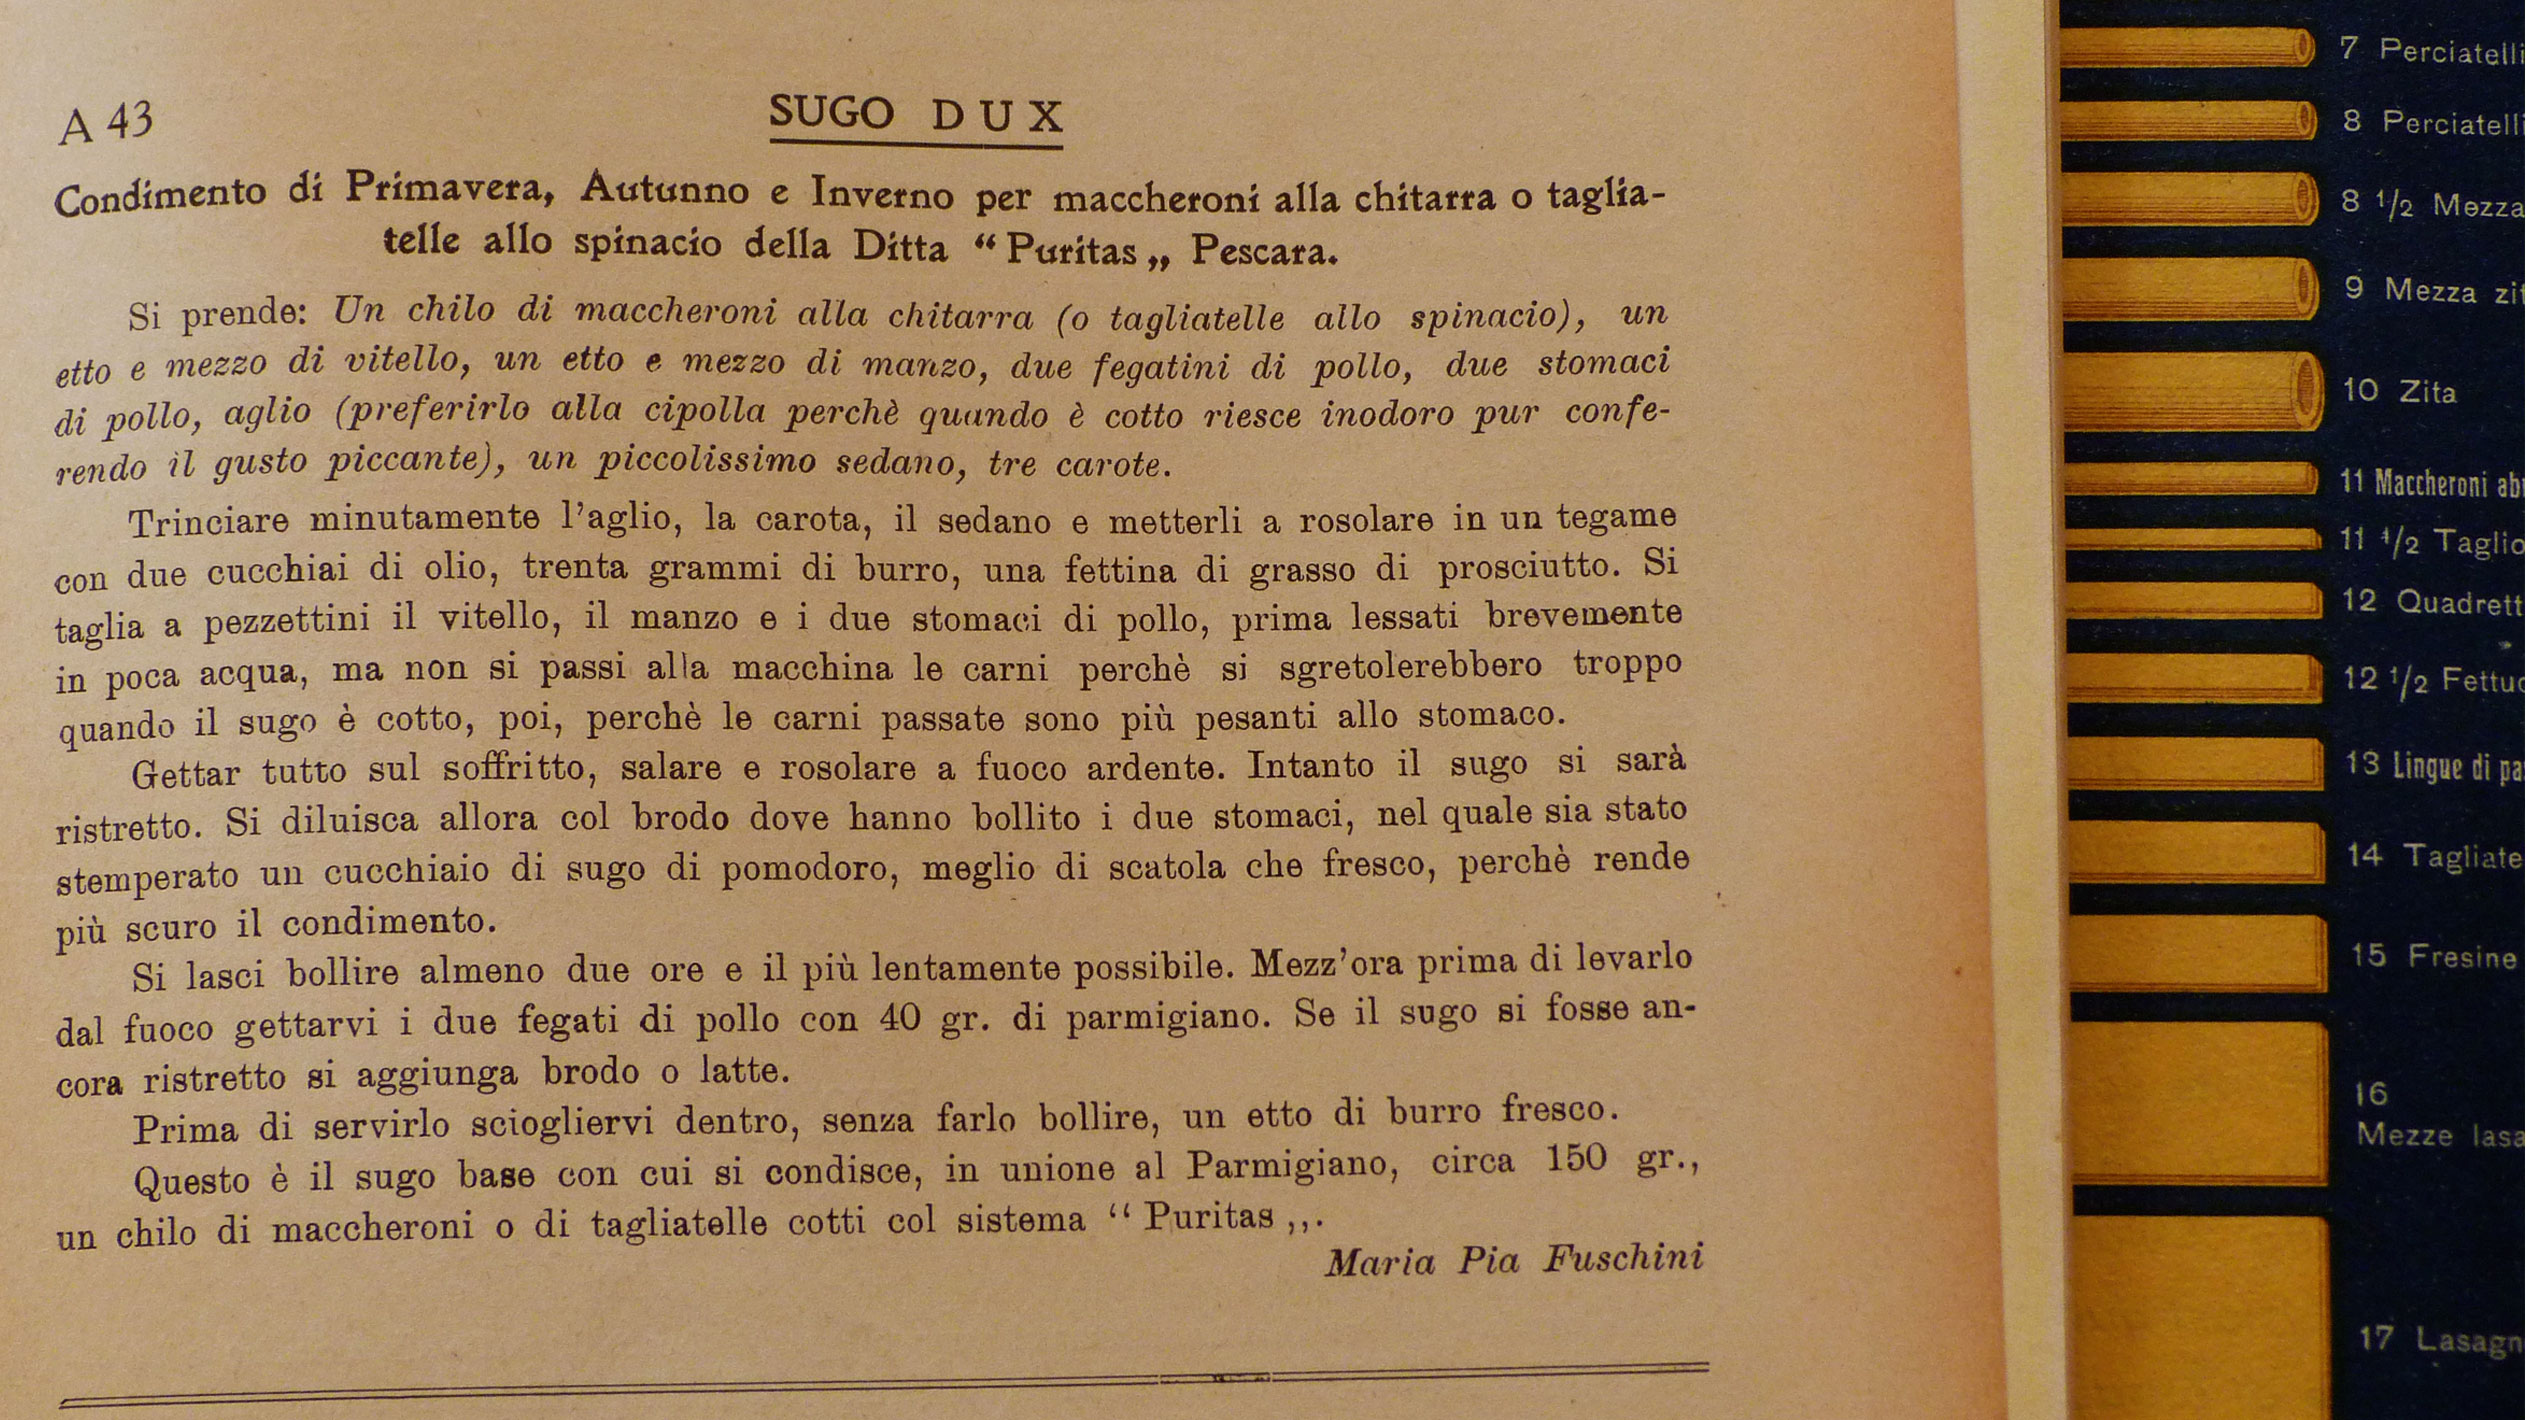 A 43
SUGO DUX
Condimento di Primavera, Autunno e Inverno per maccheroni alla chitarra o taglia-
telle allo spinacio della Ditta “ Puritas „ Pescara.
Si prende: Un chilo di maccheroni alla chitarra (o tagliatelle allo spinacio), un
etto e mezzo di vitello, un etto e mezzo di manzo, due fegatini di pollo, due stomaci
di pollo, aglio (preferirlo alla cipolla perchè quando è cotto riesce inodoro pur confe-
rendo il gusto piccante), un piccolissimo sedano, tre carote.
Trinciare minutamente l’aglio, la carota, il sedano e metterli a rosolare in un tegame
con due cucchiai di olio, trenta grammi di burro, una fettina di grasso di prosciutto. Si
taglia a pezzettini il vitello, il manzo e i due stomaci di pollo, prima lessati brevemente
in poca acqua, ma non si passi alla macchina le carni perchè si sgretolerebbero troppo
quando il sugo è cotto, poi, perchè le carni passate sono più pesanti allo stomaco.
Gettar tutto sul soffritto, salare e rosolare a fuoco ardente. Intanto il sugo si sarà
ristretto. Si diluisca allora col brodo dove hanno bollito i due stomaci, nel quale sia stato
stemperato un cucchiaio di sugo di pomodoro, meglio di scatola che fresco, perchè rende
più scuro il condimento.
Si lasci bollire almeno due ore e il più lentamente possibile. Mezz’ora prima di levarlo
dal fuoco gettarvi i due fegati di pollo con 40 gr. di parmigiano. Se il sugo si fosse an-
cora ristretto si aggiunga brodo o latte.
Prima di servirlo sciogliervi dentro, senza farlo bollire, un etto di burro fresco.
Questo è il sugo base con cui si condisce, in unione al Parmigiano, circa 150 gr.,
un chilo di maccheroni o di tagliatelle cotti col sistema “ Puritas ,,.
Maria Pia Fuschini
7 Perciatelli
8 Perciatelli
8 1/2 Mezza
9 Mezza zit
10 Zita
11 Maccheroni ab
11 1/2 Taglio
12 Quadrett
12 1/2 Fettuc
13 Lingue di pa
14 Tagliate
15 Fresine
16
Mezze lasa
17 Lasagn